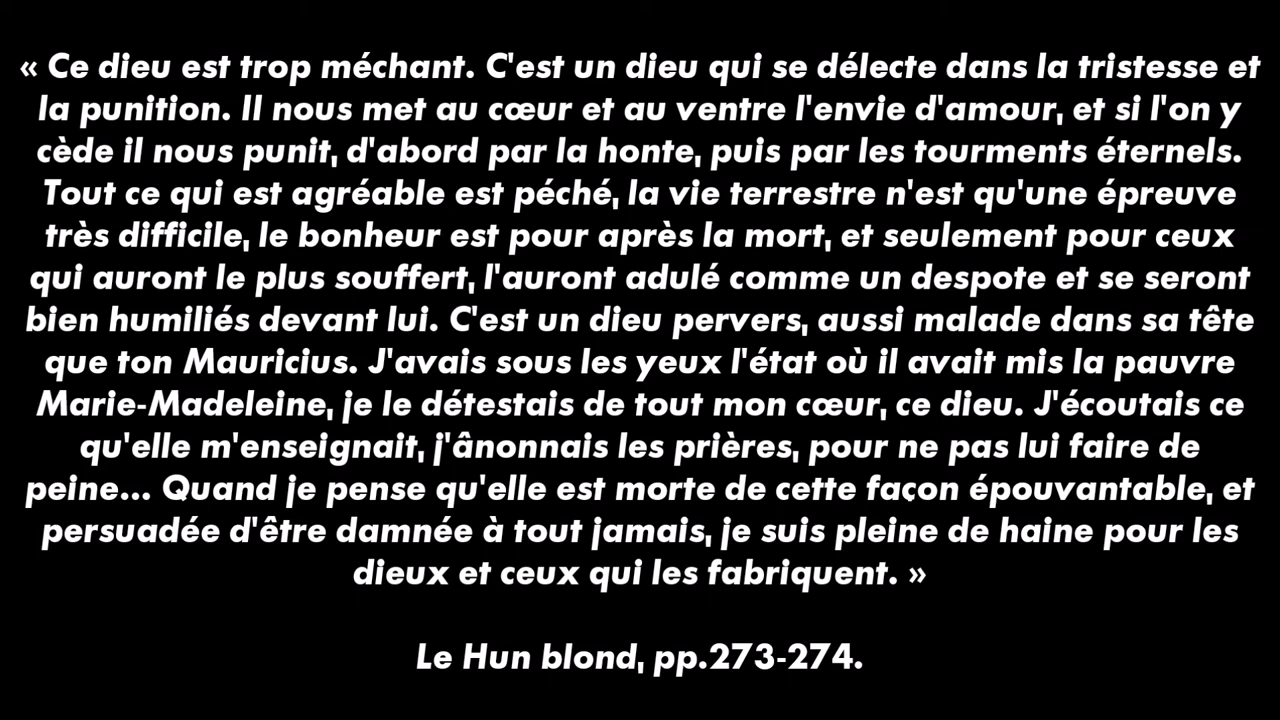 « Ce dieu est trop méchant. C'est un dieu qui se délecte dans la tristesse et
la punition. Il nous met au cœur et au ventre l'envie d'amour, et si l'on y
cède il nous punit, d'abord par la honte, puis par les tourments éternels.
Tout ce qui est agréable est péché, la vie terrestre n'est qu'une épreuve
très difficile, le bonheur est pour après la mort, et seulement pour ceux
qui auront le plus souffert, l'auront adulé comme un despote et se seront
bien humiliés devant lui. C'est un dieu pervers, aussi malade dans sa tête
que ton Mauricius. J'avais sous les yeux l'état où il avait mis la pauvre
Marie-Madeleine, je le détestais de tout mon cœur, ce dieu. J'écoutais ce
qu'elle m'enseignait, j'ânonnais les prières, pour ne pas lui faire de
peine... Quand je pense qu'elle est morte de cette façon épouvantable, et
persuadée d'être damnée à tout jamais, je suis pleine de haine pour les
dieux et ceux qui les fabriquent. »
Le Hun blond, pp.273-274.